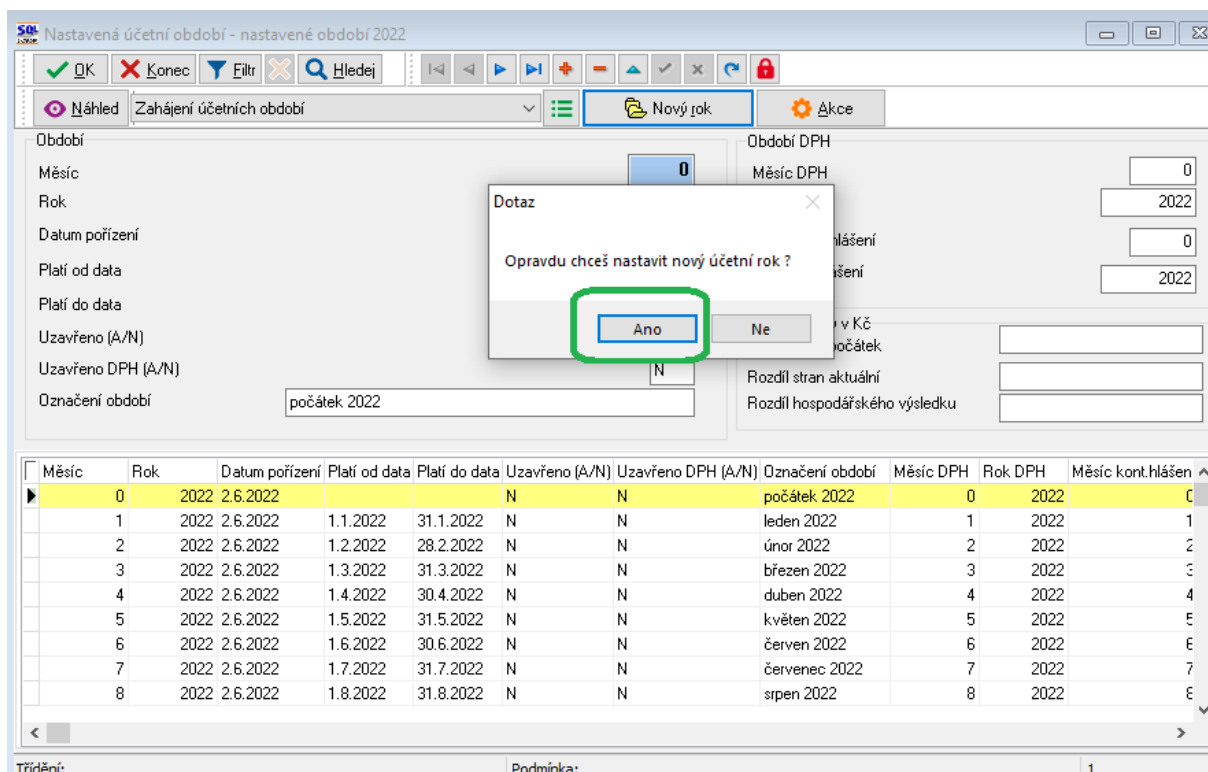 SQL Nastavená účetní období - nastavené období 2022
OK Konec Filtr Hledej
Náhled Zahájení účetních období Nový rok Akce
Období
Měsíc 0
Rok
Datum pořízení
Platí od data
Platí do data
Uzavřeno (A/N)
Uzavřeno DPH (A/N) N
Označení období počátek 2022
Období DPH
Měsíc DPH 0
2022
hlášení 0
2022
v Kč
počátek
Rozdíl stran aktuální
Rozdíl hospodářského výsledku
Dotaz
Opravdu chceš nastavit nový účetní rok ?
Ano Ne
Měsíc Rok Datum pořízení Platí od data Platí do data Uzavřeno (A/N) Uzavřeno DPH (A/N) Označení období Měsíc DPH Rok DPH Měsíc kont.hlášen
0 2022 2.6.2022 N N počátek 2022 0 2022 0
1 2022 2.6.2022 1.1.2022 31.1.2022 N N leden 2022 1 2022 1
2 2022 2.6.2022 1.2.2022 28.2.2022 N N únor 2022 2 2022 2
3 2022 2.6.2022 1.3.2022 31.3.2022 N N březen 2022 3 2022 3
4 2022 2.6.2022 1.4.2022 30.4.2022 N N duben 2022 4 2022 4
5 2022 2.6.2022 1.5.2022 31.5.2022 N N květen 2022 5 2022 5
6 2022 2.6.2022 1.6.2022 30.6.2022 N N červen 2022 6 2022 6
7 2022 2.6.2022 1.7.2022 31.7.2022 N N červenec 2022 7 2022 7
8 2022 2.6.2022 1.8.2022 31.8.2022 N N srpen 2022 8 2022 8
Třídění: Podmínka: 1